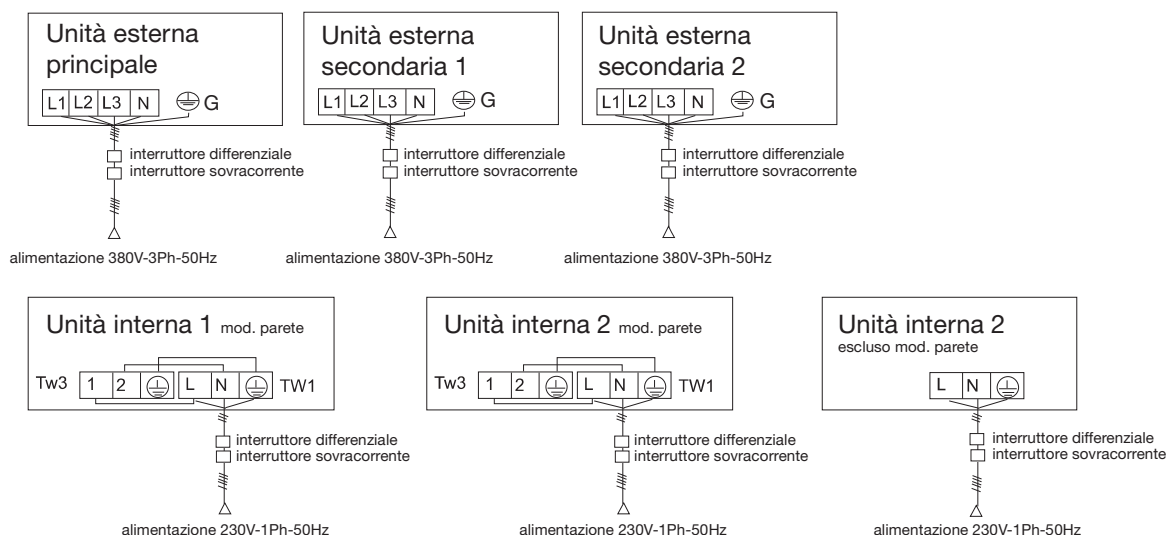 Unità esterna
principale
L1 L2 L3 N G
interruttore differenziale
interruttore sovracorrente
alimentazione 380V-3Ph-50Hz
Unità esterna
secondaria 1
L1 L2 L3 N G
interruttore differenziale
interruttore sovracorrente
alimentazione 380V-3Ph-50Hz
Unità esterna
secondaria 2
L1 L2 L3 N G
interruttore differenziale
interruttore sovracorrente
alimentazione 380V-3Ph-50Hz
Unità interna 1 mod. parete
Tw3 1 2 L N TW1
interruttore differenziale
interruttore sovracorrente
alimentazione 230V-1Ph-50Hz
Unità interna 2 mod. parete
Tw3 1 2 L N TW1
interruttore differenziale
interruttore sovracorrente
alimentazione 230V-1Ph-50Hz
Unità interna 2
escluso mod. parete
L N
interruttore differenziale
interruttore sovracorrente
alimentazione 230V-1Ph-50Hz